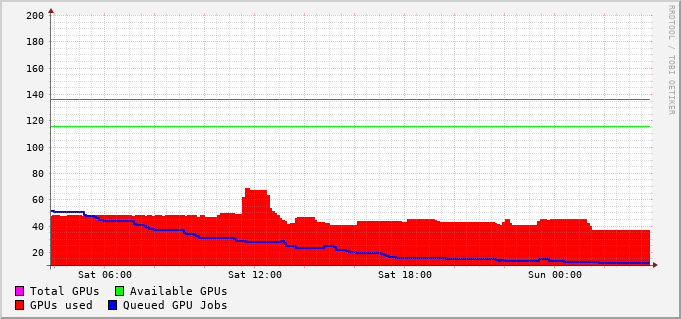 200
180
160
140
120
100
80
60
40
20
Sat 06:00 Sat 12:00 Sat 18:00 Sun 00:00
Total GPUs Available GPUs
GPUs used Queued GPU Jobs
RRDTOOL / TOBI OETIKER